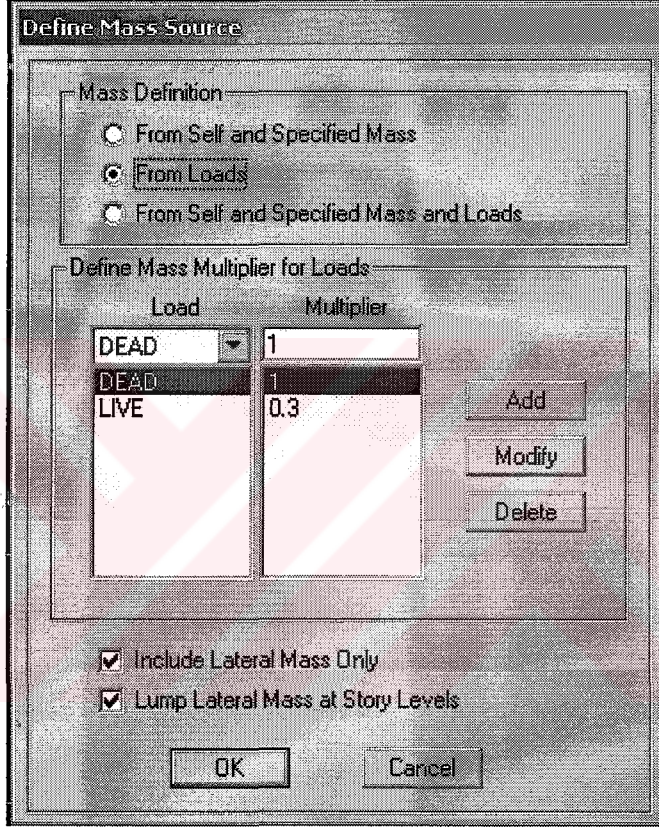 Define Mass Source
Mass Definition
From Self and Specified Mass
From Loads
From Self and Specified Mass and Loads
Define Mass Multiplier for Loads
Load Multiplier
DEAD 1
DEAD 1
LIVE 0.3
Add
Modify
Delete
Include Lateral Mass Only
Lump Lateral Mass at Story Levels
OK Cancel